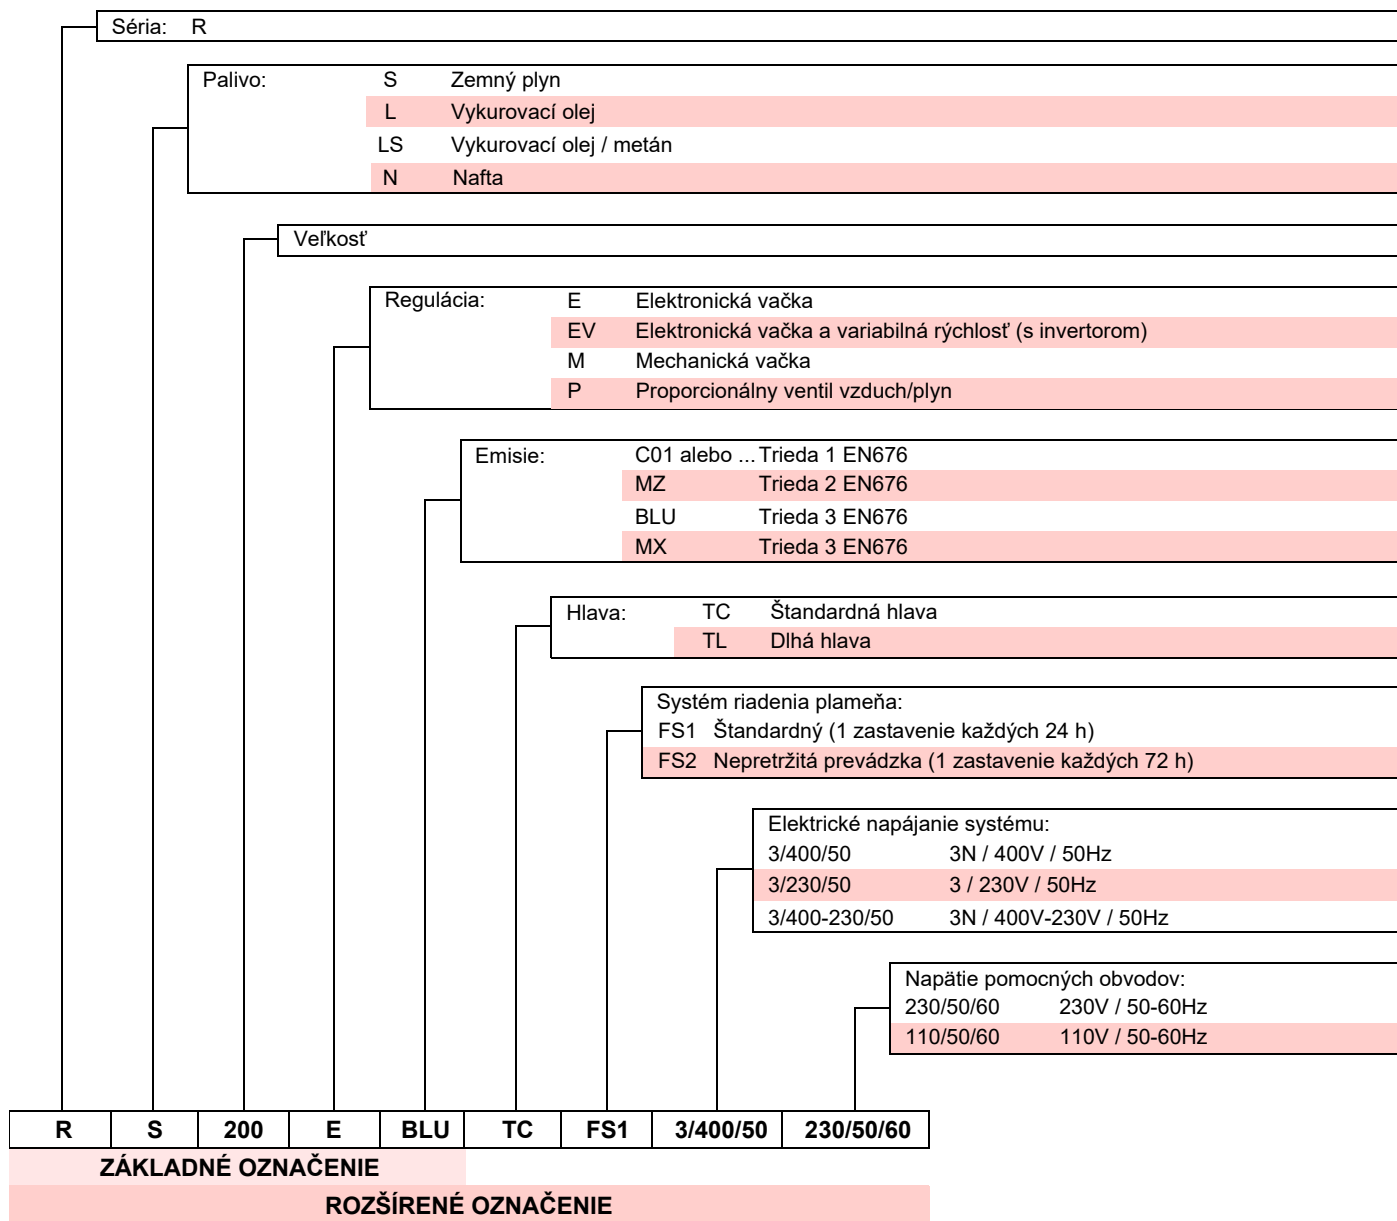 Séria: R
Palivo: S Zemný plyn
L Vykurovací olej
LS Vykurovací olej / metán
N Nafta
Veľkosť
Regulácia: E Elektronická vačka
EV Elektronická vačka a variabilná rýchlosť (s invertorom)
M Mechanická vačka
P Proporcionálny ventil vzduch/plyn
Emisie: C01 alebo ... Trieda 1 EN676
MZ Trieda 2 EN676
BLU Trieda 3 EN676
MX Trieda 3 EN676
Hlava: TC Štandardná hlava
TL Dlhá hlava
Systém riadenia plameňa:
FS1 Štandardný (1 zastavenie každých 24 h)
FS2 Nepretržitá prevádzka (1 zastavenie každých 72 h)
Elektrické napájanie systému:
3/400/50 3N / 400V / 50Hz
3/230/50 3 / 230V / 50Hz
3/400-230/50 3N / 400V-230V / 50Hz
Napätie pomocných obvodov:
230/50/60 230V / 50-60Hz
110/50/60 110V / 50-60Hz
R S 200 E BLU TC FS1 3/400/50 230/50/60
ZÁKLADNÉ OZNAČENIE
ROZŠÍRENÉ OZNAČENIE